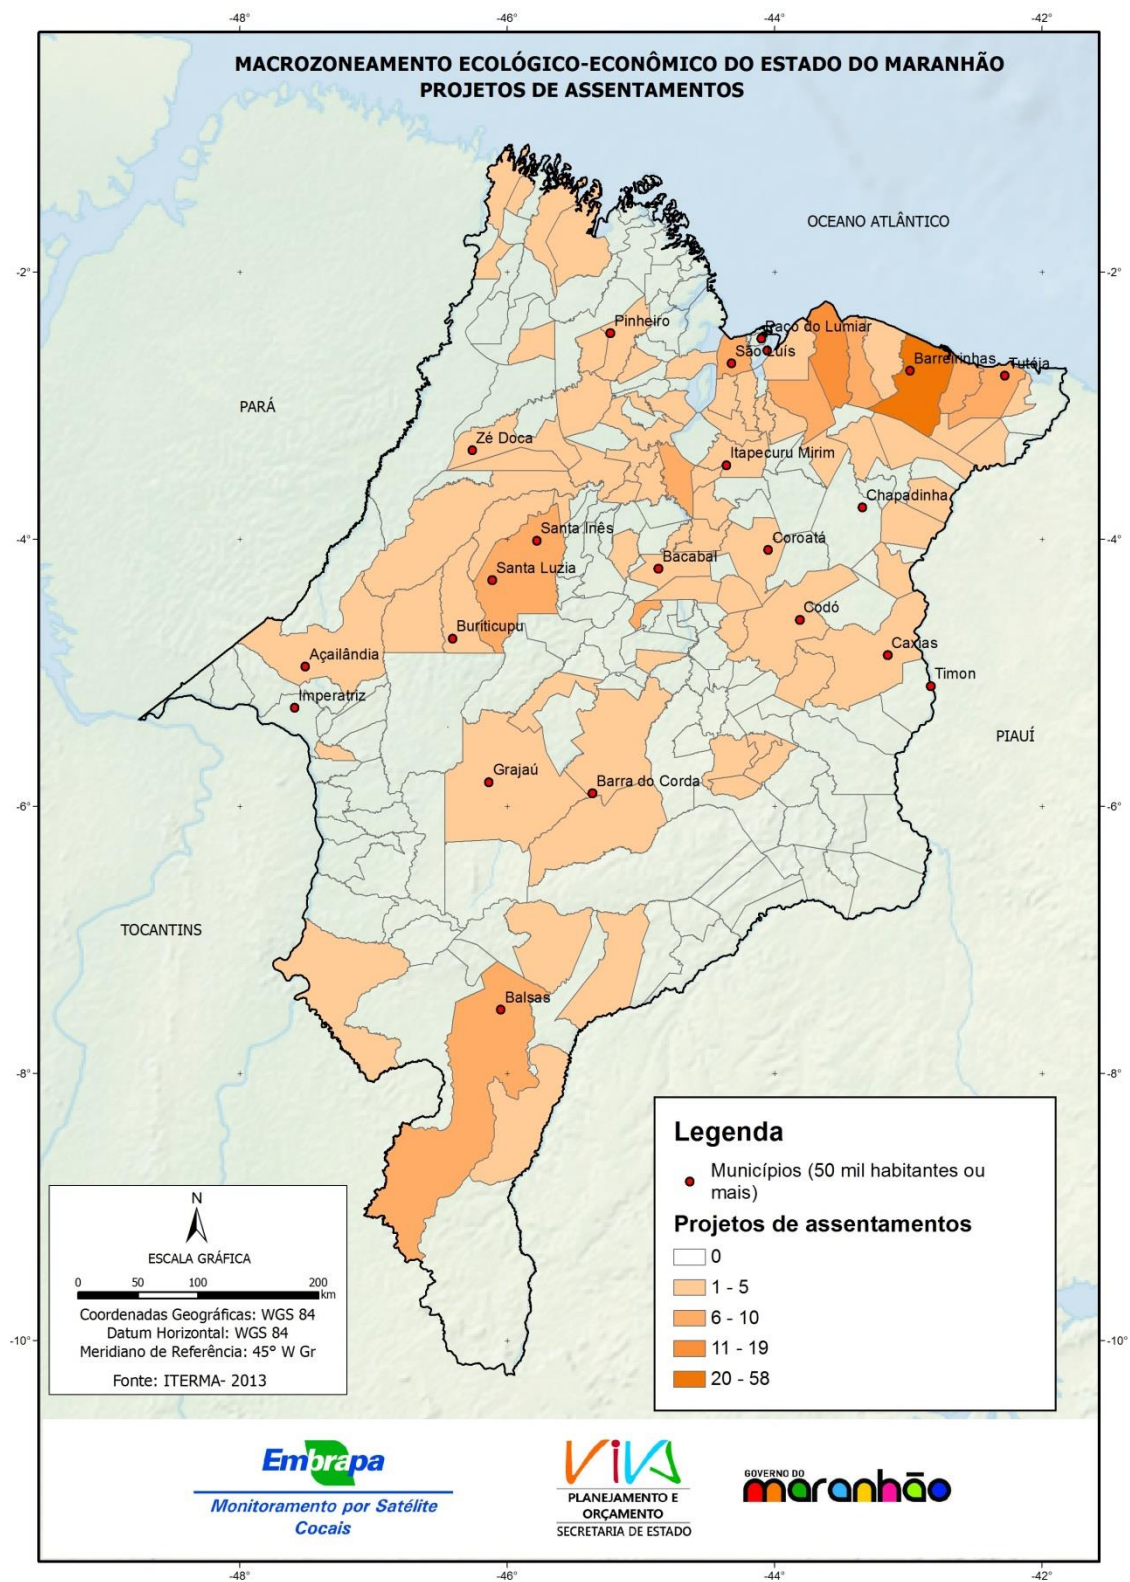 -48°
-46°
-44°
-42°
MACROZONEAMENTO ECOLÓGICO-ECONÔMICO DO ESTADO DO MARANHÃO
PROJETOS DE ASSENTAMENTOS
OCEANO ATLÂNTICO
-2°
-2°
Pinheiro
Paço do Lumiar
São Luís
Barreirinhas
Tutóia
PARÁ
Zé Doca
Itapecuru Mirim
Chapadinha
Santa Inês
Coroatá
-4°
-4°
Bacabal
Santa Luzia
Codó
Buriticupu
Caxias
Açailândia
Timon
Imperatriz
PIAUÍ
Grajaú
Barra do Corda
-6°
-6°
TOCANTINS
Balsas
-8°
-8°
Legenda
Municípios (50 mil habitantes ou
mais)
Projetos de assentamentos
0
1 - 5
6 - 10
11 - 19
20 - 58
N
ESCALA GRÁFICA
0 50 100 200
km
Coordenadas Geográficas: WGS 84
Datum Horizontal: WGS 84
Meridiano de Referência: 45° W Gr
Fonte: ITERMA- 2013
-10°
-10°
Embrapa
Monitoramento por Satélite
Cocais
VIVA
PLANEJAMENTO E
ORÇAMENTO
SECRETARIA DE ESTADO
GOVERNO DO
maranhão
-48°
-46°
-44°
-42°